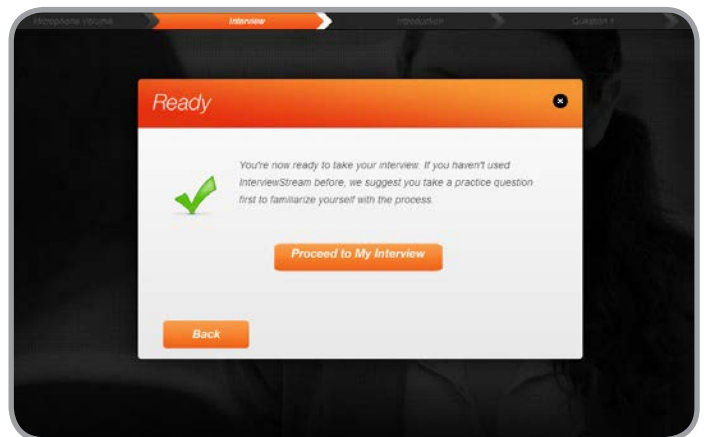 Microphone Volume
Interview
Introduction
Question 1
Ready
You're now ready to take your interview. If you haven't used
InterviewStream before, we suggest you take a practice question
first to familiarize yourself with the process.
Proceed to My Interview
Back